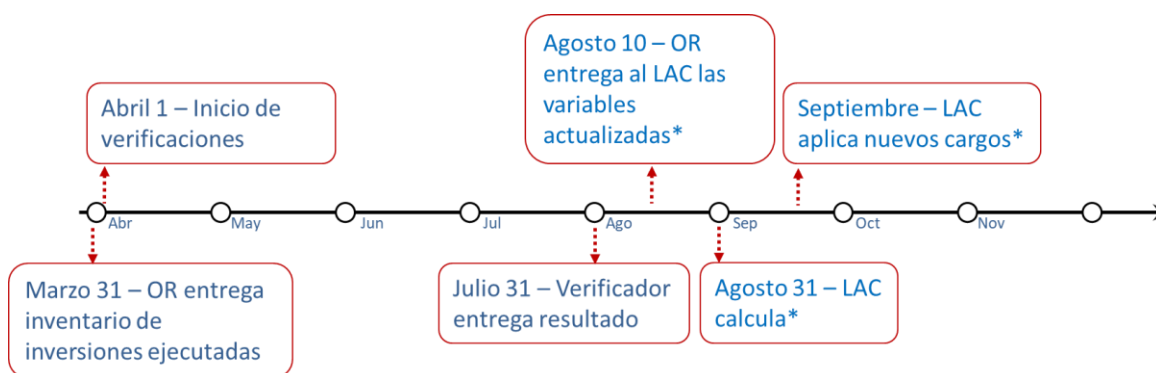 Agosto 10 – OR
entrega al LAC las
variables
actualizadas*
Abril 1 – Inicio de
verificaciones
Septiembre – LAC
aplica nuevos cargos*
Abr
May
Jun
Jul
Ago
Sep
Oct
Nov
Marzo 31 – OR entrega
inventario de
inversiones ejecutadas
Julio 31 – Verificador
entrega resultado
Agosto 31 – LAC
calcula*